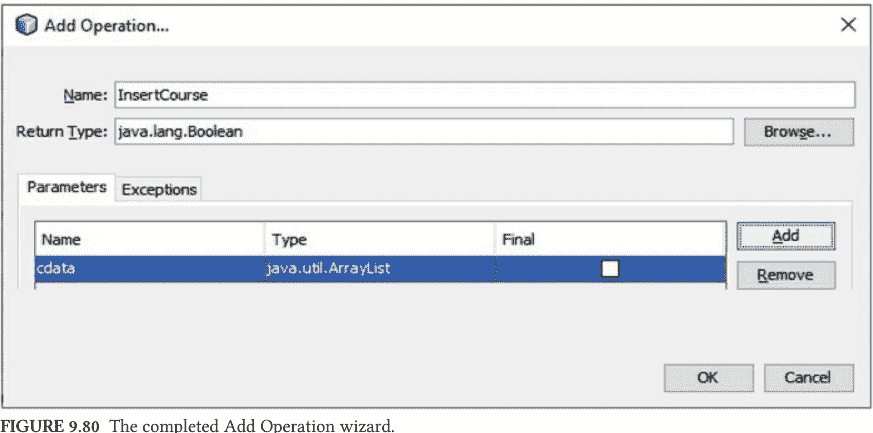 Add Operation...
Name: InsertCourse
Return Type: java.lang.Boolean Browse...
Parameters Exceptions
Name Type Final Add
cdata java.util.ArrayList Remove
OK Cancel
FIGURE 9.80 The completed Add Operation wizard.